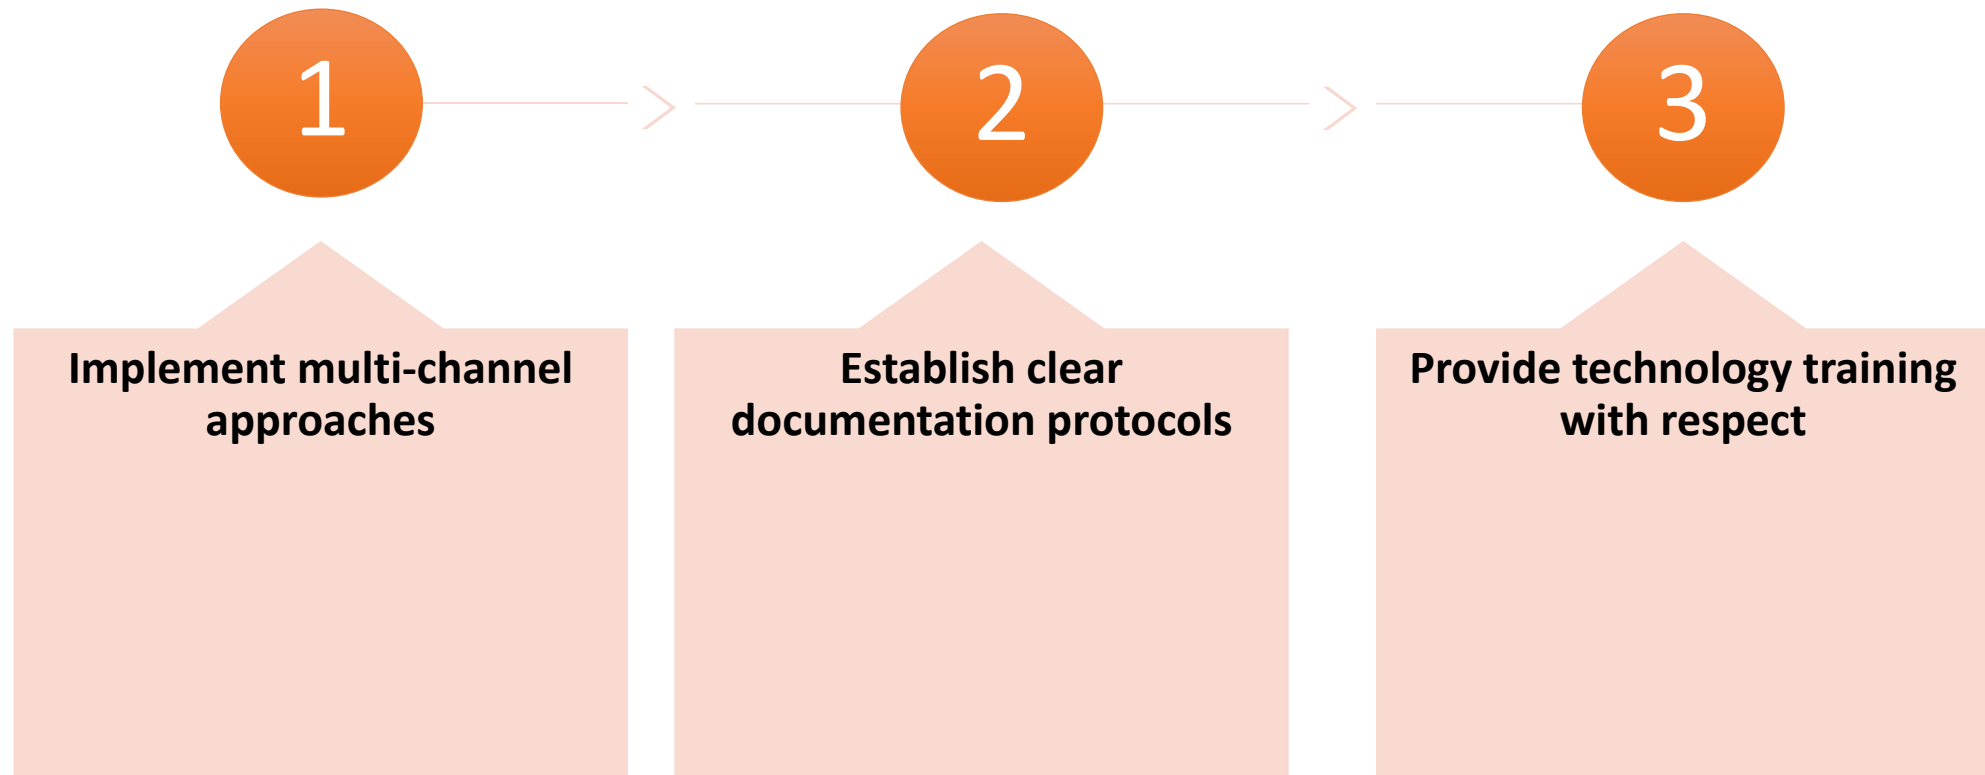 1
2
3
Implement multi-channel
approaches
Establish clear
documentation protocols
Provide technology training
with respect